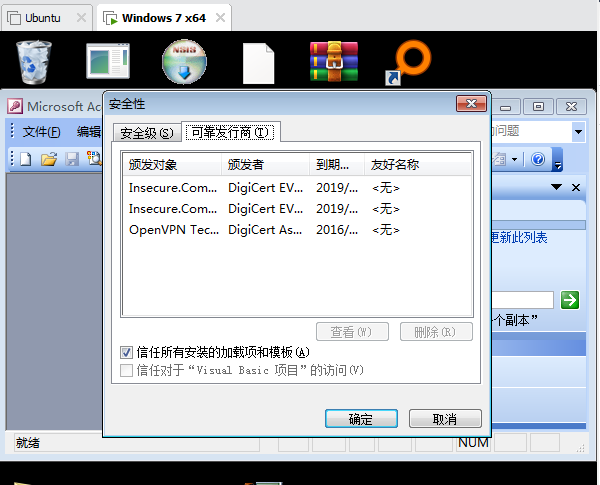 Ubuntu
Windows 7 x64
Microsoft Ac
安全性
文件(F) 编辑
的问题
安全级(S)
可靠发行商(T)
颁发对象 颁发者 到期... 友好名称
Insecure.Com... DigiCert EV... 2019/... <无>
Insecure.Com... DigiCert EV... 2019/... <无>
OpenVPN Tec... DigiCert As... 2016/... <无>
更新此列表
个副本”
查看(W)
删除(R)
信任所有安装的加载项和模板(A)
信任对于“Visual Basic 项目”的访问(V)
确定
取消
就绪
NUM